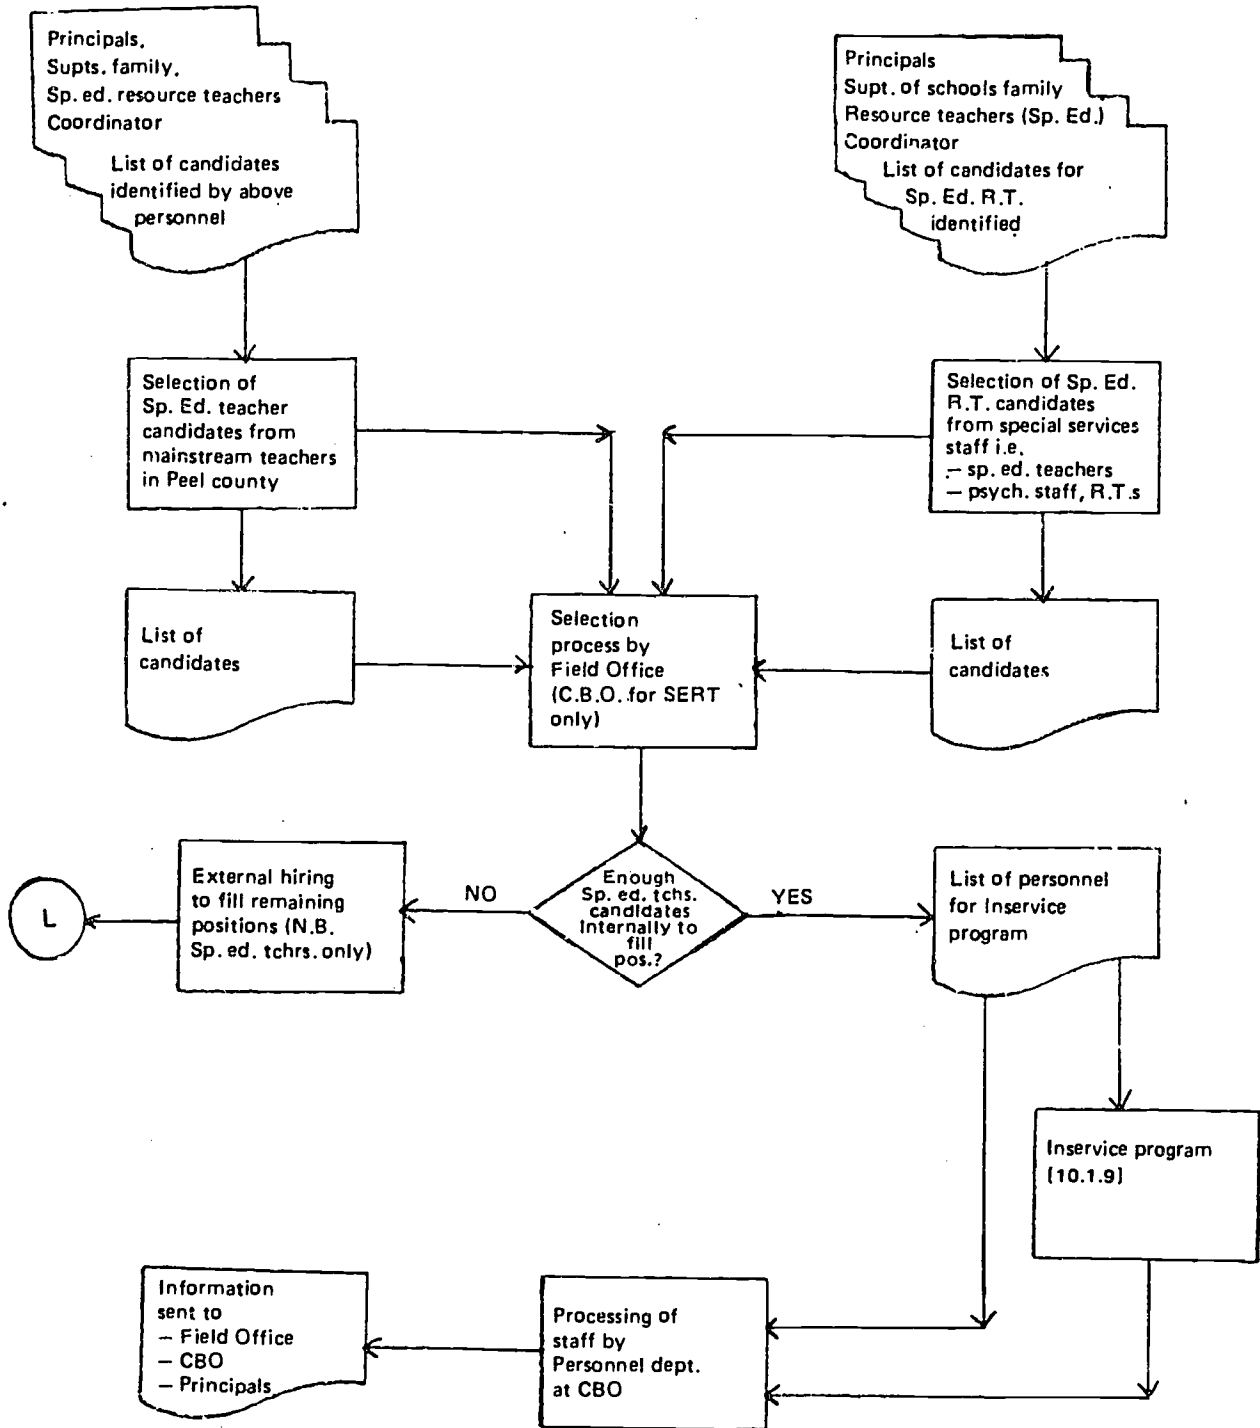 Principals,
Supts. family,
Sp. ed. resource teachers
Coordinator
List of candidates
identified by above
personnel
Principals
Supt. of schools family
Resource teachers (Sp. Ed.)
Coordinator
List of candidates for
Sp. Ed. R.T.
identified
Selection of
Sp. Ed. teacher
candidates from
mainstream teachers
in Peel county
Selection of Sp. Ed.
R.T. candidates
from special services
staff i.e.
— sp. ed. teachers
— psych. staff, R.T.s
List of
candidates
Selection
process by
Field Office
(C.B.O. for SERT
only)
List of
candidates
L
External hiring
to fill remaining
positions (N.B.
Sp. ed. tchrs. only)
NO
Enough
Sp. ed. tchs.
candidates
Internally to
fill
pos.?
YES
List of personnel
for Inservice
program
Inservice program
[10.1.9]
Information
sent to
— Field Office
— CBO
— Principals
Processing of
staff by
Personnel dept.
at CBO